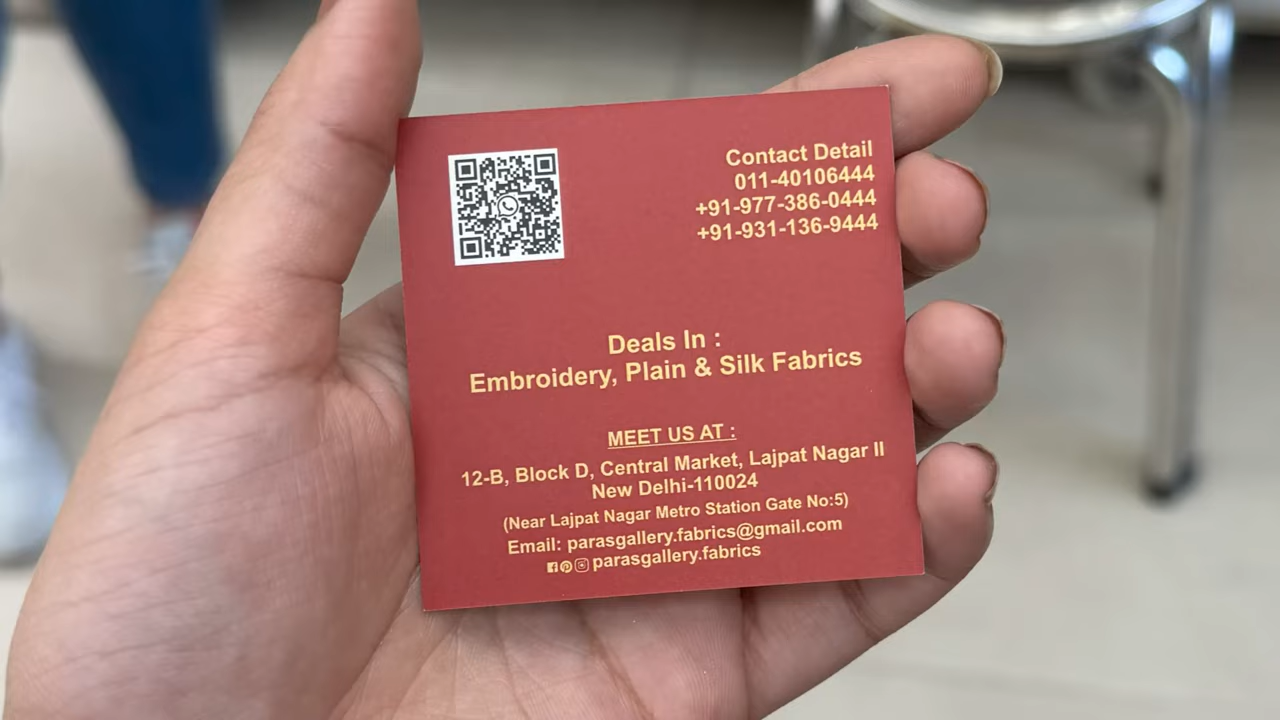 Contact Detail
011-40106444
+91-977-386-0444
+91-931-136-9444
Deals In :
Embroidery, Plain & Silk Fabrics
MEET US AT :
12-B, Block D, Central Market, Lajpat Nagar II
New Delhi-110024
(Near Lajpat Nagar Metro Station Gate No:5)
Email: parasgallery.fabrics@gmail.com
parasgallery.fabrics